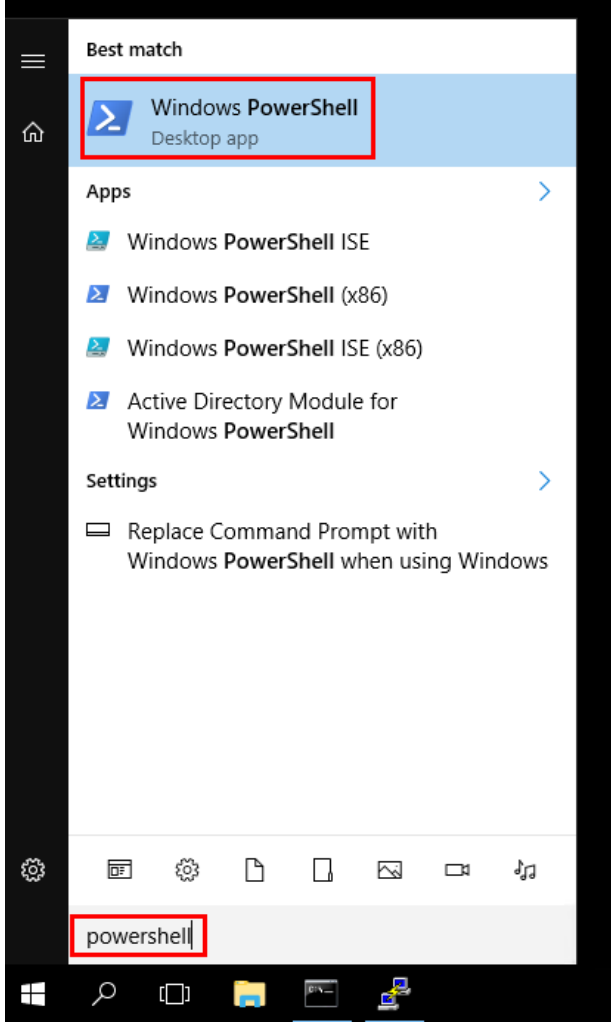 Best match
Windows PowerShell
Desktop app
Apps
Windows PowerShell ISE
Windows PowerShell (x86)
Windows PowerShell ISE (x86)
Active Directory Module for
Windows PowerShell
Settings
Replace Command Prompt with
Windows PowerShell when using Windows
powershell